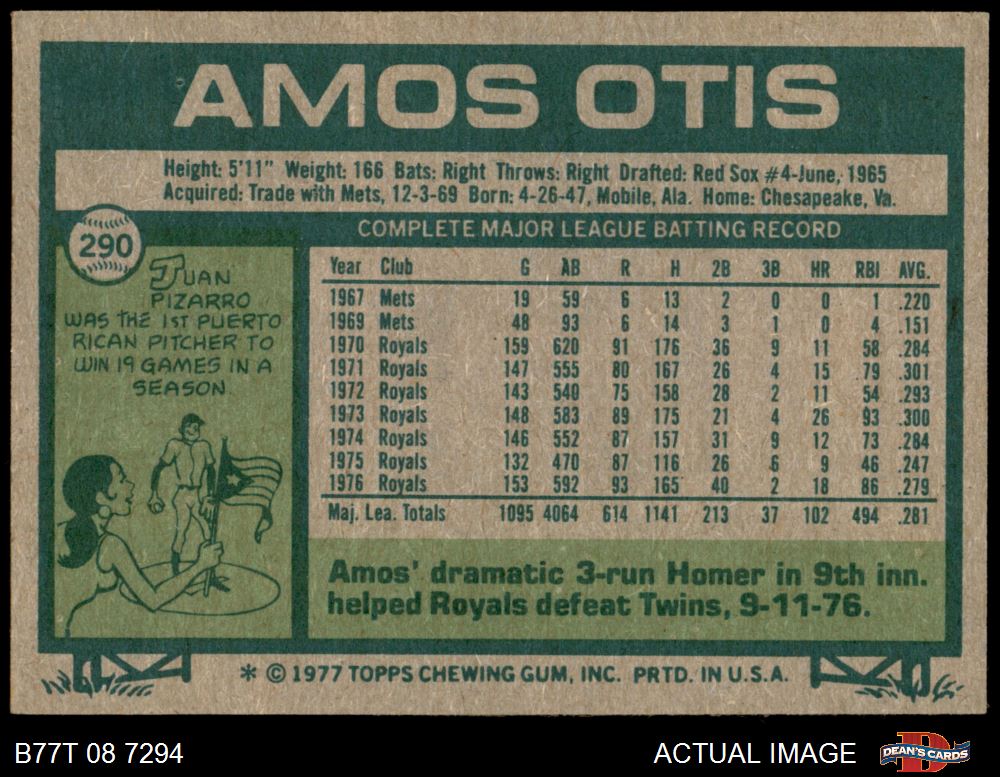 AMOS OTIS
Height: 5'11" Weight: 166 Bats: Right Throws: Right Drafted: Red Sox #4-June, 1965
Acquired: Trade with Mets, 12-3-69 Born: 4-26-47, Mobile, Ala. Home: Chesapeake, Va.
290
JUAN
PIZARRO
WAS THE 1ST PUERTO
RICAN PITCHER TO
WIN 19 GAMES IN A
SEASON
COMPLETE MAJOR LEAGUE BATTING RECORD
Year Club G AB R H 2B 3B HR RBI AVG.
1967 Mets 19 59 6 13 2 0 0 1 .220
1969 Mets 48 93 6 14 3 1 0 4 .151
1970 Royals 159 620 91 176 36 9 11 58 .284
1971 Royals 147 555 80 167 26 4 15 79 .301
1972 Royals 143 540 75 158 28 2 11 54 .293
1973 Royals 148 583 89 175 21 4 26 93 .300
1974 Royals 146 552 87 157 31 9 12 73 .284
1975 Royals 132 470 87 116 26 6 9 46 .247
1976 Royals 153 592 93 165 40 2 18 86 .279
Maj. Lea. Totals 1095 4064 614 1141 213 37 102 494 .281
Amos' dramatic 3-run Homer in 9th inn.
helped Royals defeat Twins, 9-11-76.
* © 1977 TOPPS CHEWING GUM, INC. PRTD. IN U.S.A.
B77T 08 7294
ACTUAL IMAGE
D
DEAN'S CARDS